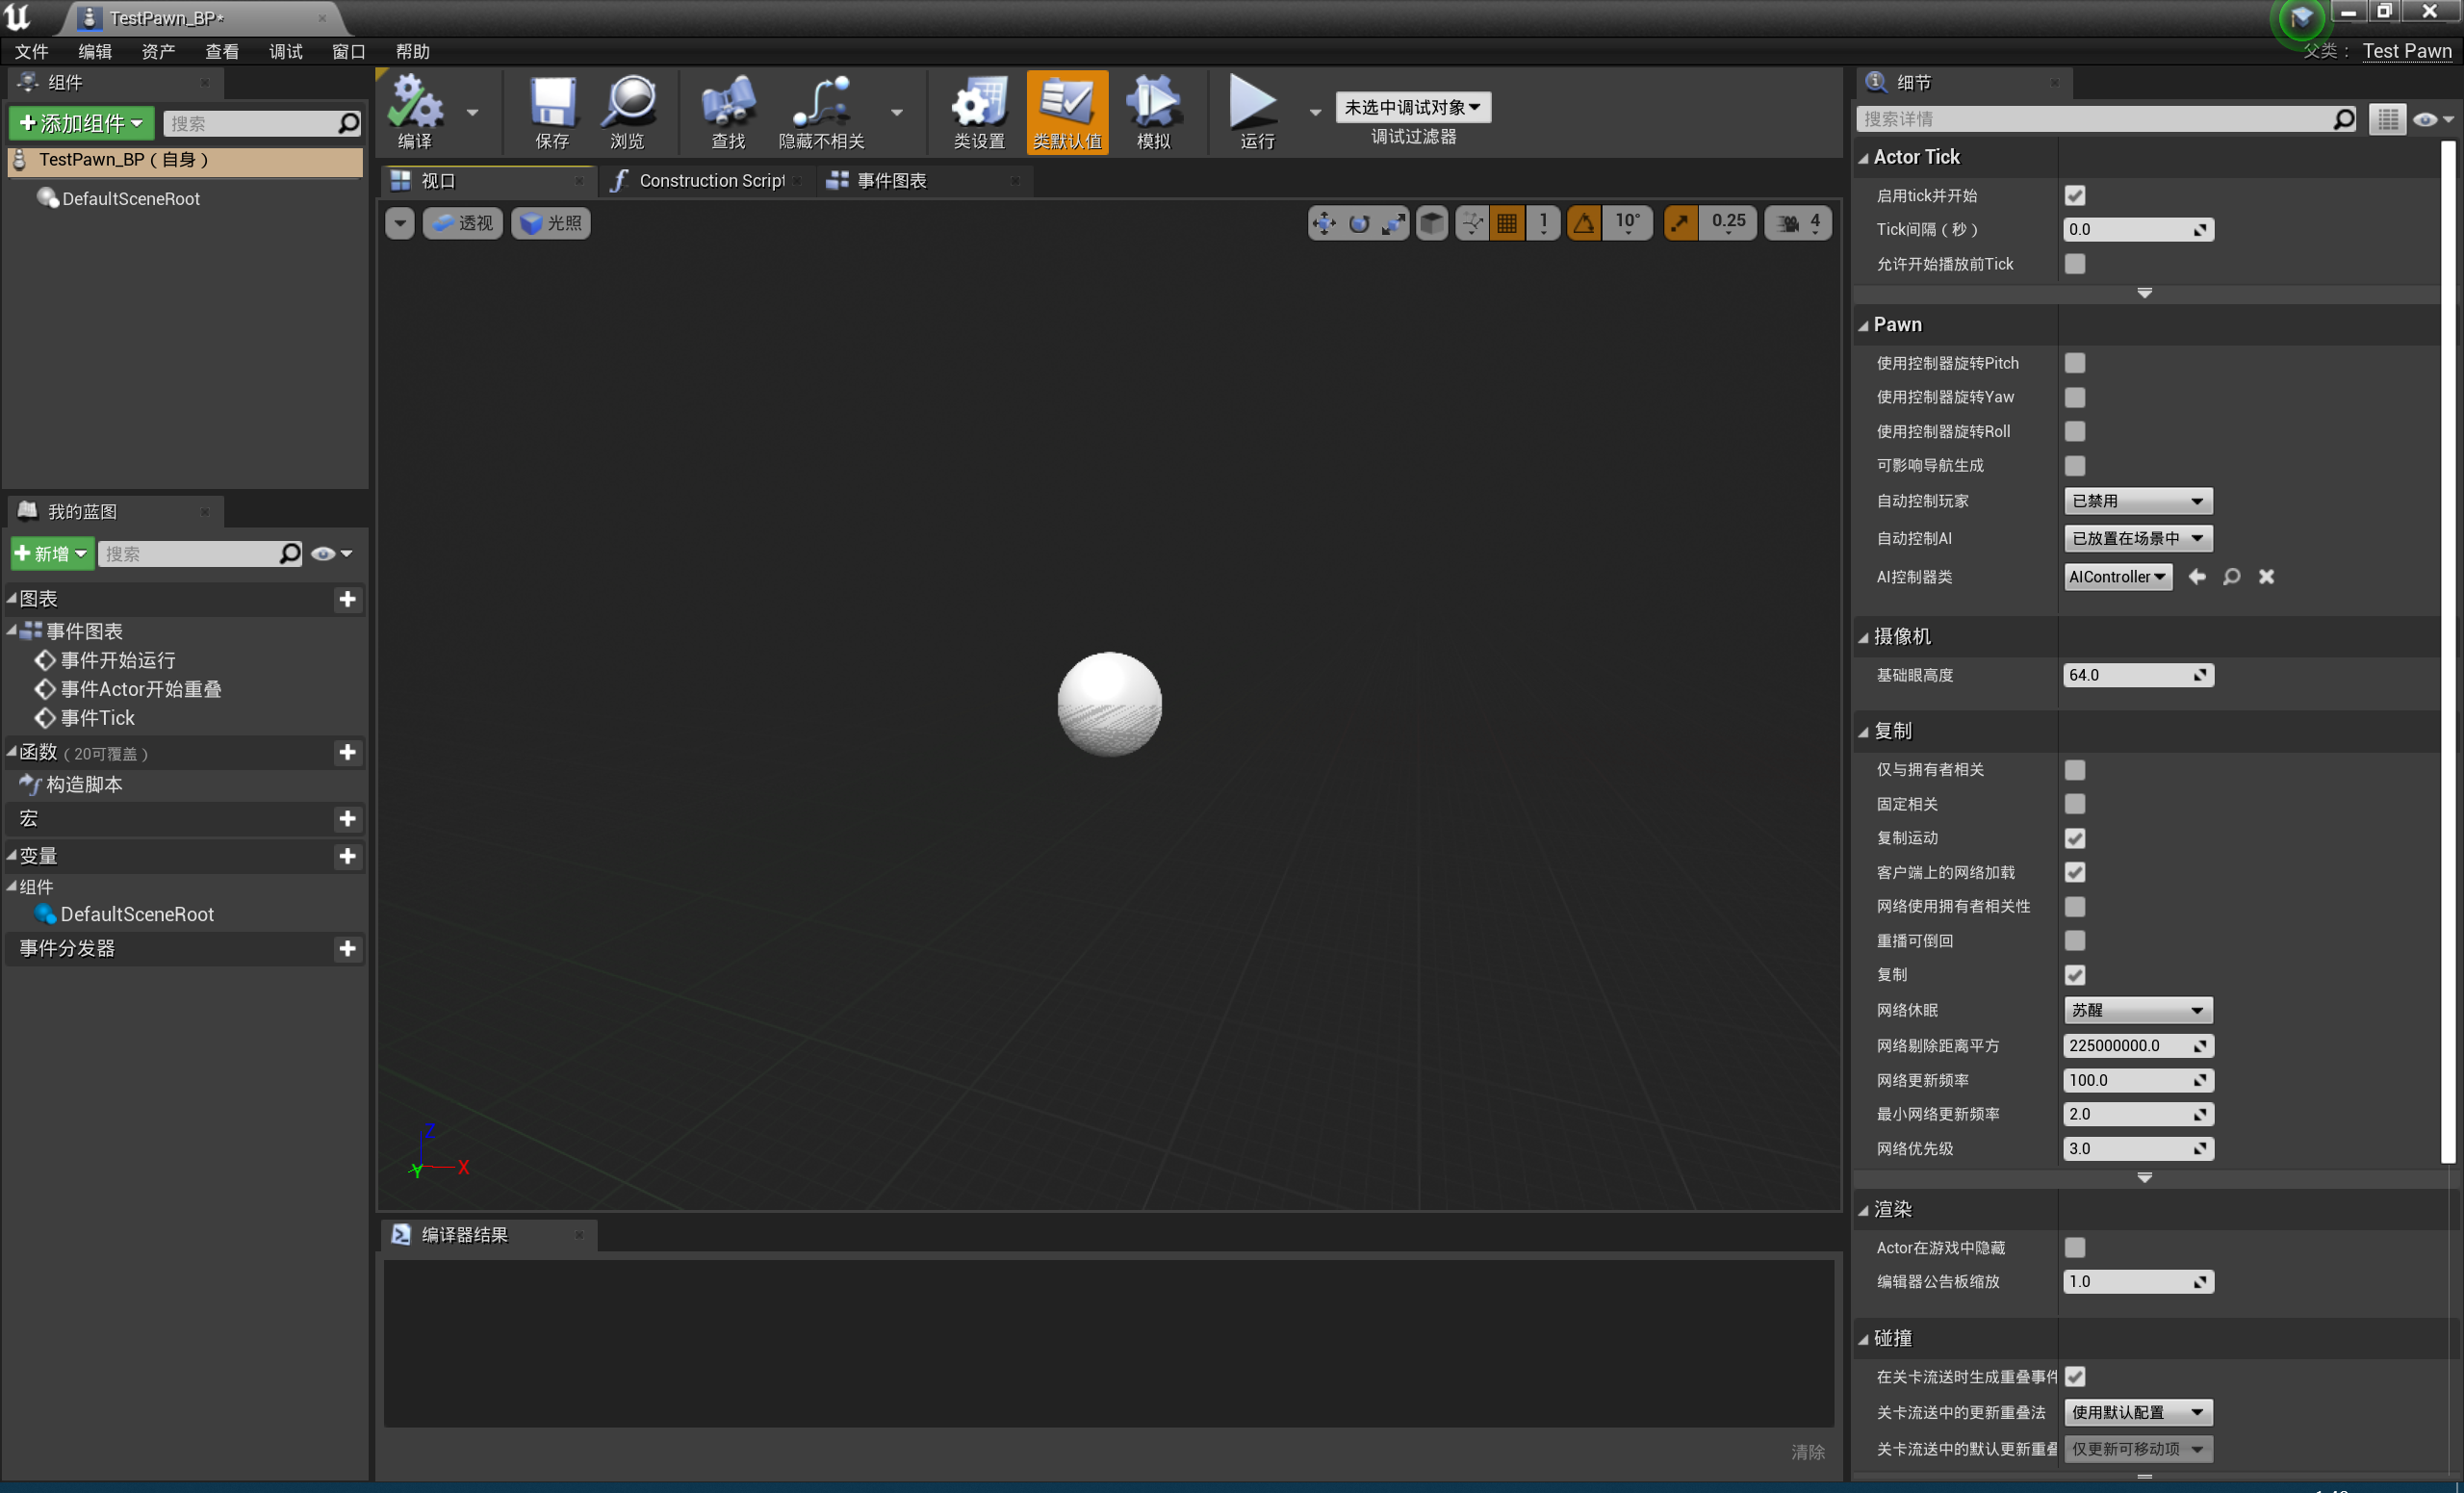 TestPawn_BP*
文件 编辑 资产 查看 调试 窗口 帮助
父类： Test Pawn
组件
添加组件 搜索
TestPawn_BP（自身）
DefaultSceneRoot
我的蓝图
新增 搜索
图表
事件图表
事件开始运行
事件Actor开始重叠
事件Tick
函数（20可覆盖）
构造脚本
宏
变量
组件
DefaultSceneRoot
事件分发器
编译 保存 浏览 查找 隐藏不相关 类设置 类默认值 模拟 运行
未选中调试对象
调试过滤器
视口 Construction Script 事件图表
透视 光照 1 10° 0.25 4
Z
Y X
编译器结果
清除
细节
搜索详情
Actor Tick
启用tick并开始
Tick间隔（秒） 0.0
允许开始播放前Tick
Pawn
使用控制器旋转Pitch
使用控制器旋转Yaw
使用控制器旋转Roll
可影响导航生成
自动控制玩家 已禁用
自动控制AI 已放置在场景中
AI控制器类 AIController
摄像机
基础眼高度 64.0
复制
仅与拥有者相关
固定相关
复制运动
客户端上的网络加载
网络使用拥有者相关性
重播可倒回
复制
网络休眠 苏醒
网络剔除距离平方 225000000.0
网络更新频率 100.0
最小网络更新频率 2.0
网络优先级 3.0
渲染
Actor在游戏中隐藏
编辑器公告板缩放 1.0
碰撞
在关卡流送时生成重叠事件
关卡流送中的更新重叠法 使用默认配置
关卡流送中的默认更新重叠 仅更新可移动项